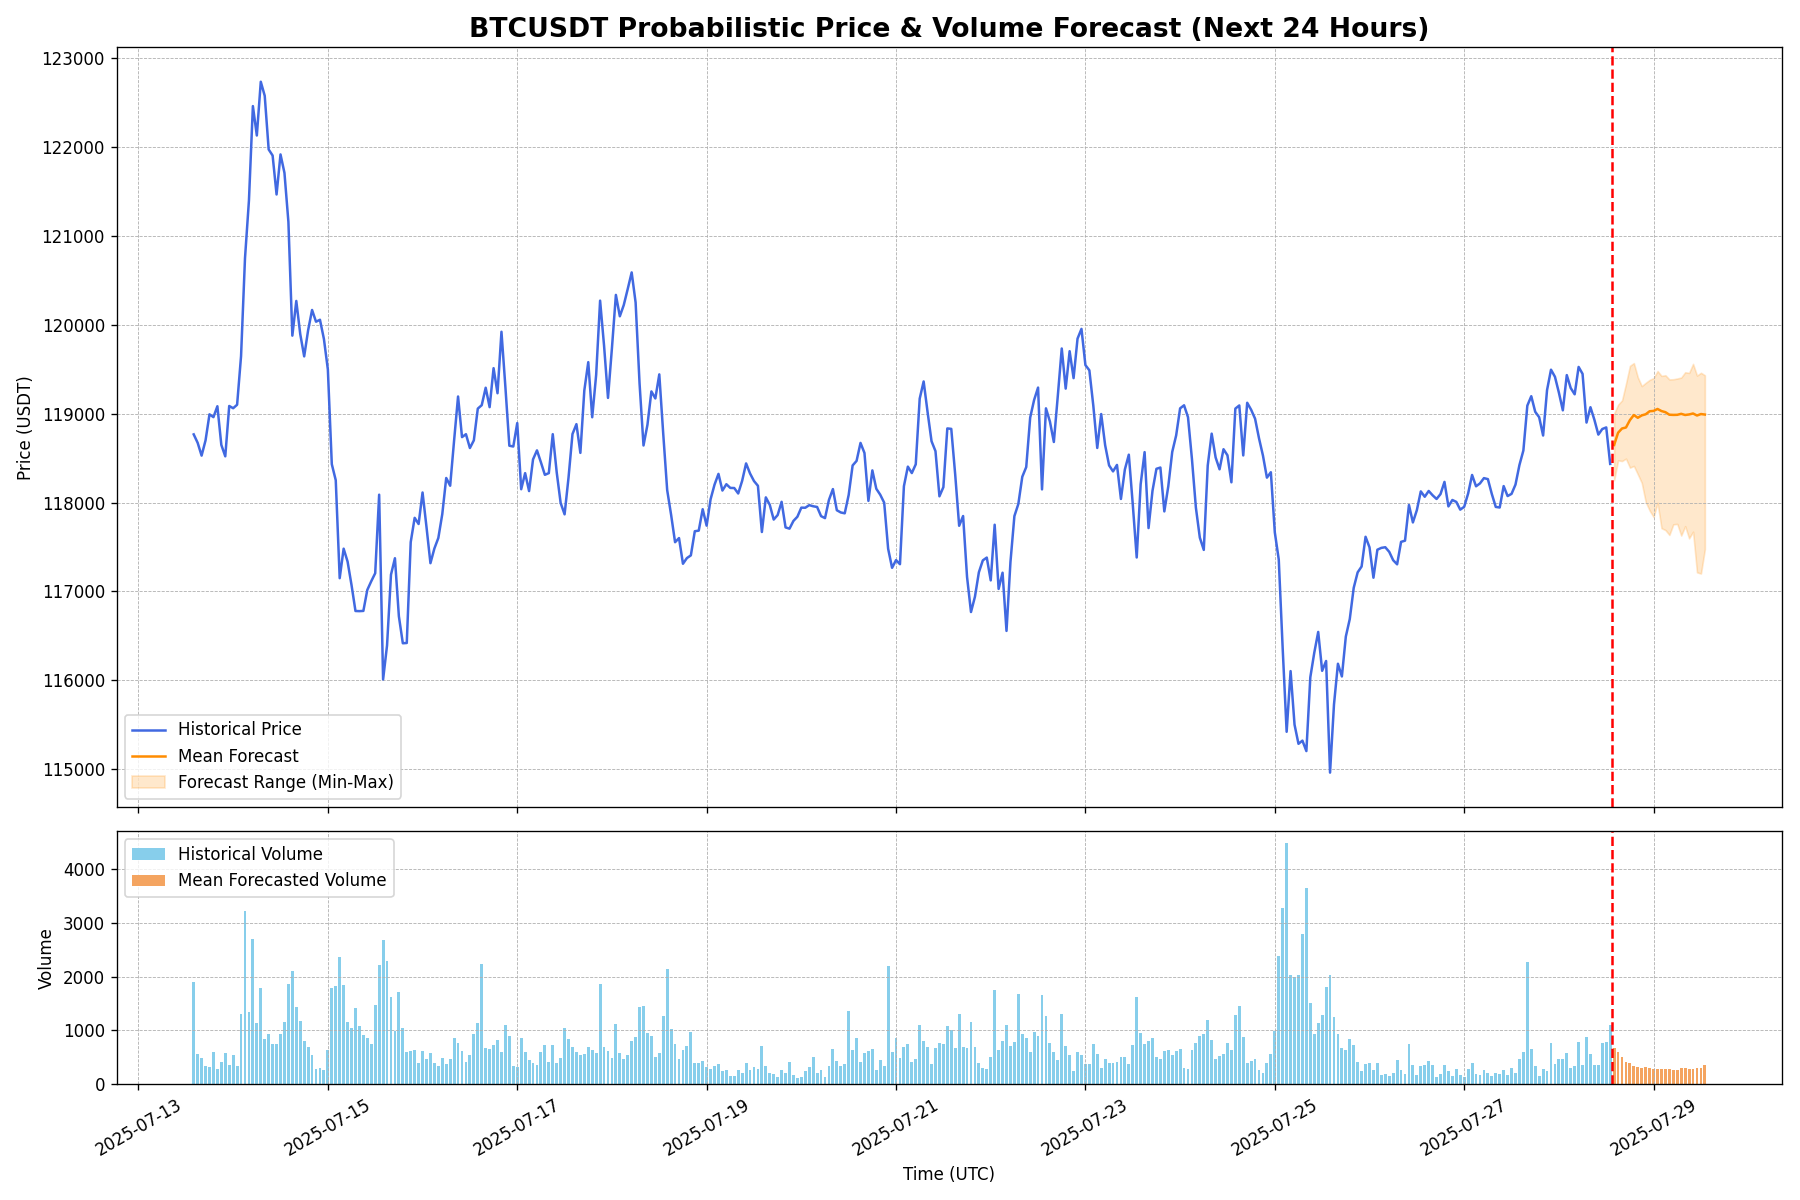 BTCUSDT Probabilistic Price & Volume Forecast (Next 24 Hours)
123000
122000
121000
120000
119000
118000
117000
116000
115000
Price (USDT)
Historical Price
Mean Forecast
Forecast Range (Min-Max)
Historical Volume
Mean Forecasted Volume
4000
3000
2000
1000
0
Volume
2025-07-13
2025-07-15
2025-07-17
2025-07-19
2025-07-21
2025-07-23
2025-07-25
2025-07-27
2025-07-29
Time (UTC)